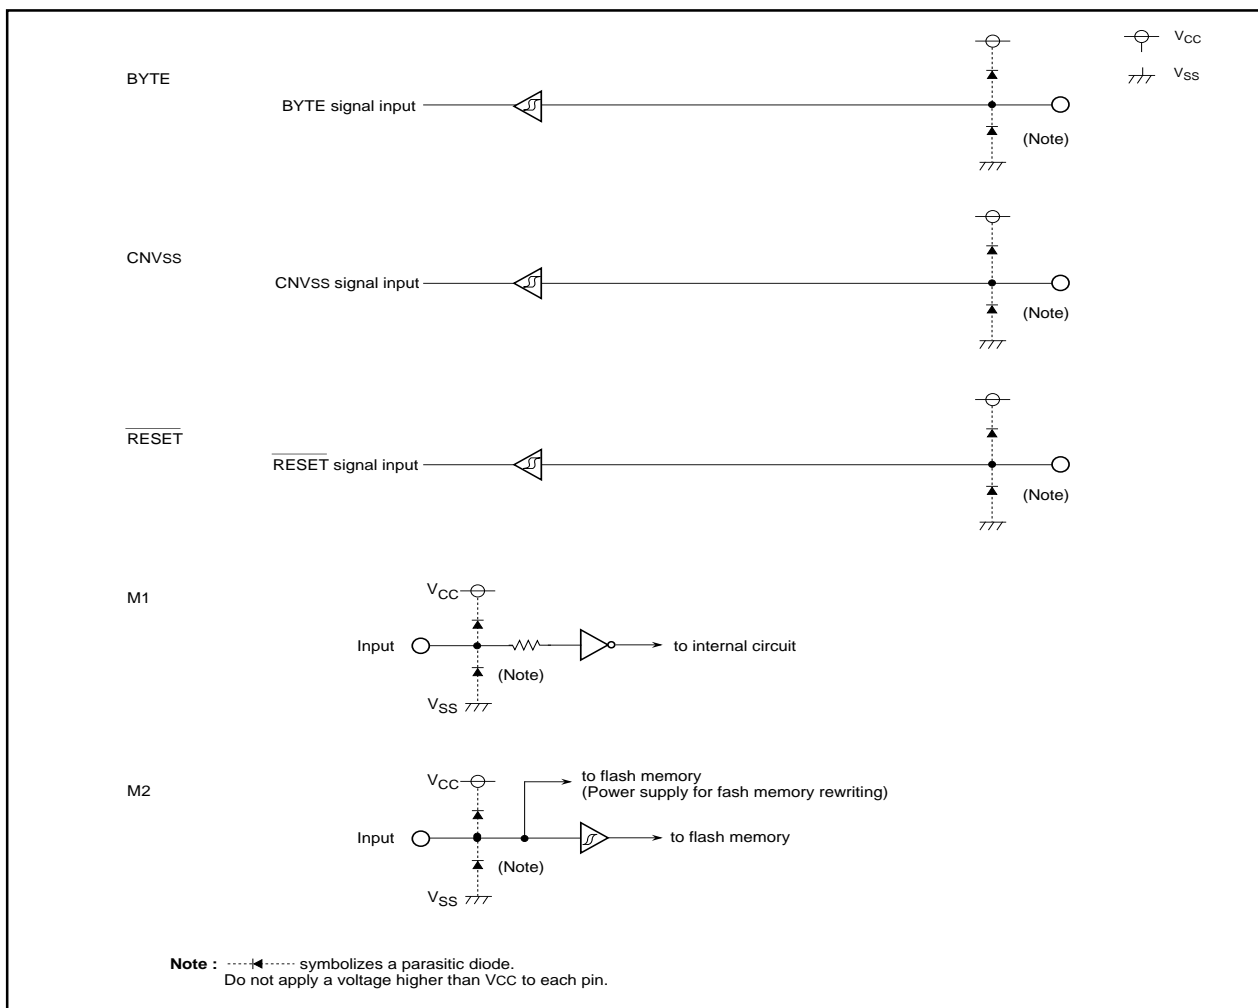 VCC
BYTE
VSS
BYTE signal input
(Note)
CNVSS
CNVSS signal input
(Note)
RESET
RESET signal input
(Note)
M1
VCC
Input
to internal circuit
(Note)
VSS
M2
VCC
to flash memory
(Power supply for fash memory rewriting)
Input
to flash memory
(Note)
VSS
Note : symbolizes a parasitic diode.
Do not apply a voltage higher than VCC to each pin.